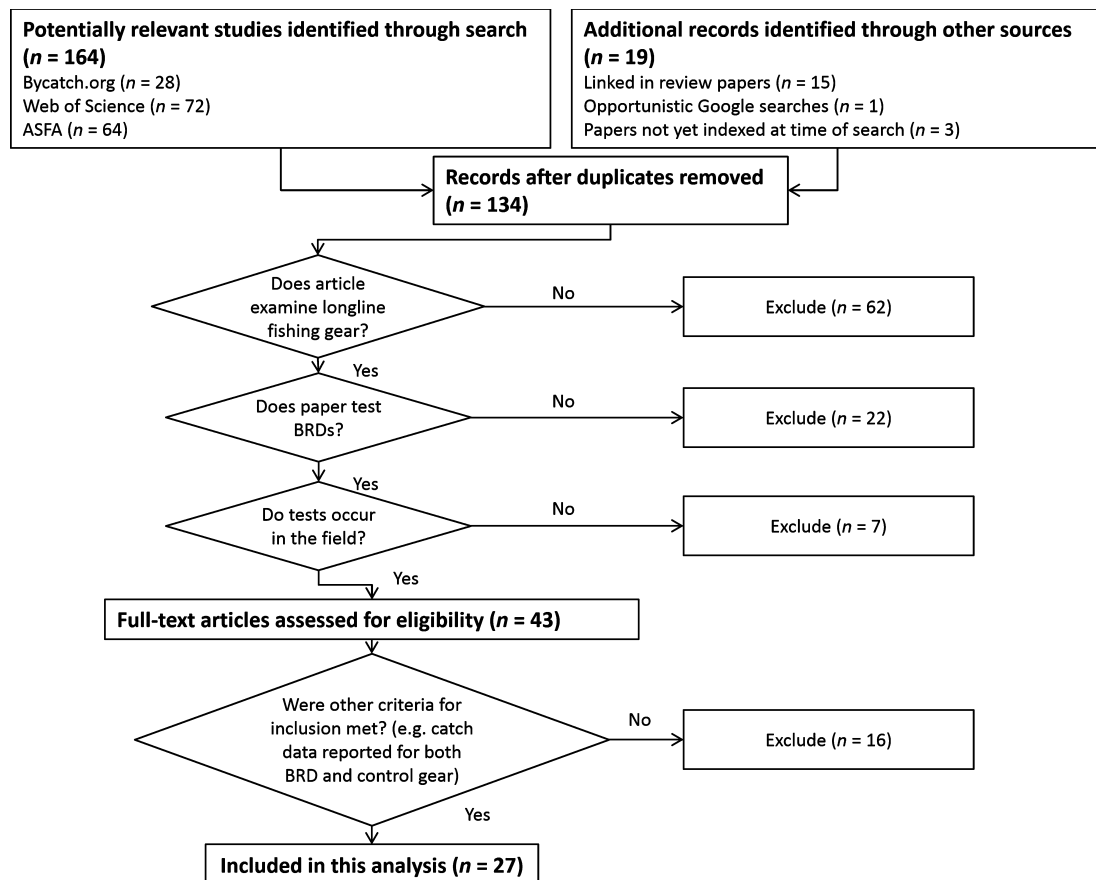 Potentially relevant studies identified through search
(n = 164)
Bycatch.org (n = 28)
Web of Science (n = 72)
ASFA (n = 64)
Additional records identified through other sources
(n = 19)
Linked in review papers (n = 15)
Opportunistic Google searches (n = 1)
Papers not yet indexed at time of search (n = 3)
Records after duplicates removed
(n = 134)
Does article
examine longline
fishing gear?
No
Exclude (n = 62)
Yes
Does paper test
BRDs?
No
Exclude (n = 22)
Yes
Do tests occur
in the field?
No
Exclude (n = 7)
Yes
Full-text articles assessed for eligibility (n = 43)
Were other criteria for
inclusion met? (e.g. catch
data reported for both
BRD and control gear)
No
Exclude (n = 16)
Yes
Included in this analysis (n = 27)